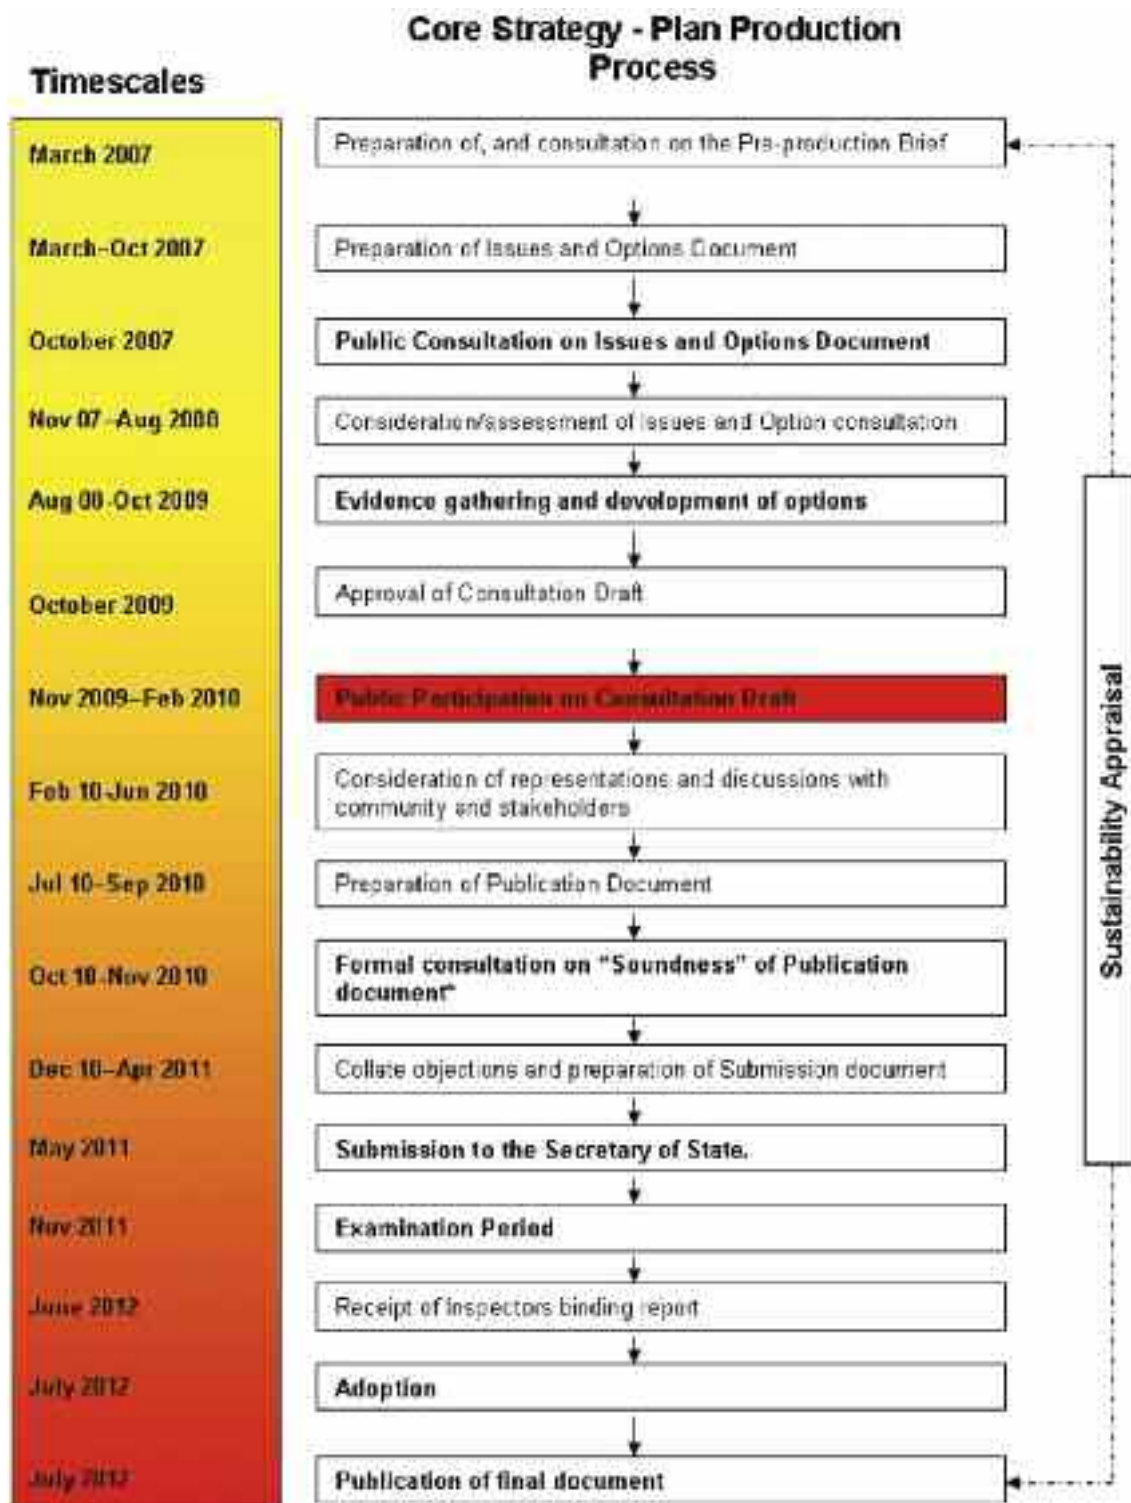 Core Strategy - Plan Production
Process
Timescales
March 2007
Preparation of, and consultation on the Pre-production Brief
March-Oct 2007
Preparation of Issues and Options Document
October 2007
Public Consultation on Issues and Options Document
Nov 07-Aug 2008
Consideration/assessment of Issues and Option consultation
Aug 08-Oct 2009
Evidence gathering and development of options
October 2009
Approval of Consultation Draft
Nov 2009-Feb 2010
Public Participation on Consultation Draft
Feb 10-Jun 2010
Consideration of representations and discussions with
community and stakeholders
Jul 10-Sep 2010
Preparation of Publication Document
Oct 10-Nov 2010
Formal consultation on “Soundness” of Publication
document*
Dec 10-Apr 2011
Collate objections and preparation of Submission document
May 2011
Submission to the Secretary of State.
Nov 2011
Examination Period
June 2012
Receipt of Inspectors binding report
July 2012
Adoption
July 2012
Publication of final document
Sustainability Appraisal